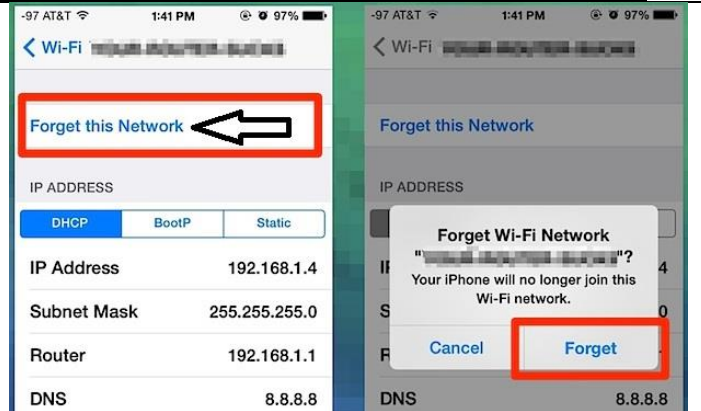 -97 AT&T 1:41 PM 97%
Wi-Fi
Forget this Network
IP ADDRESS
DHCP BootP Static
IP Address 192.168.1.4
Subnet Mask 255.255.255.0
Router 192.168.1.1
DNS 8.8.8.8
-97 AT&T 1:41 PM 97%
Wi-Fi
Forget this Network
IP ADDRESS
Forget Wi-Fi Network
" "?
Your iPhone will no longer join this
Wi-Fi network.
Cancel Forget
DNS 8.8.8.8